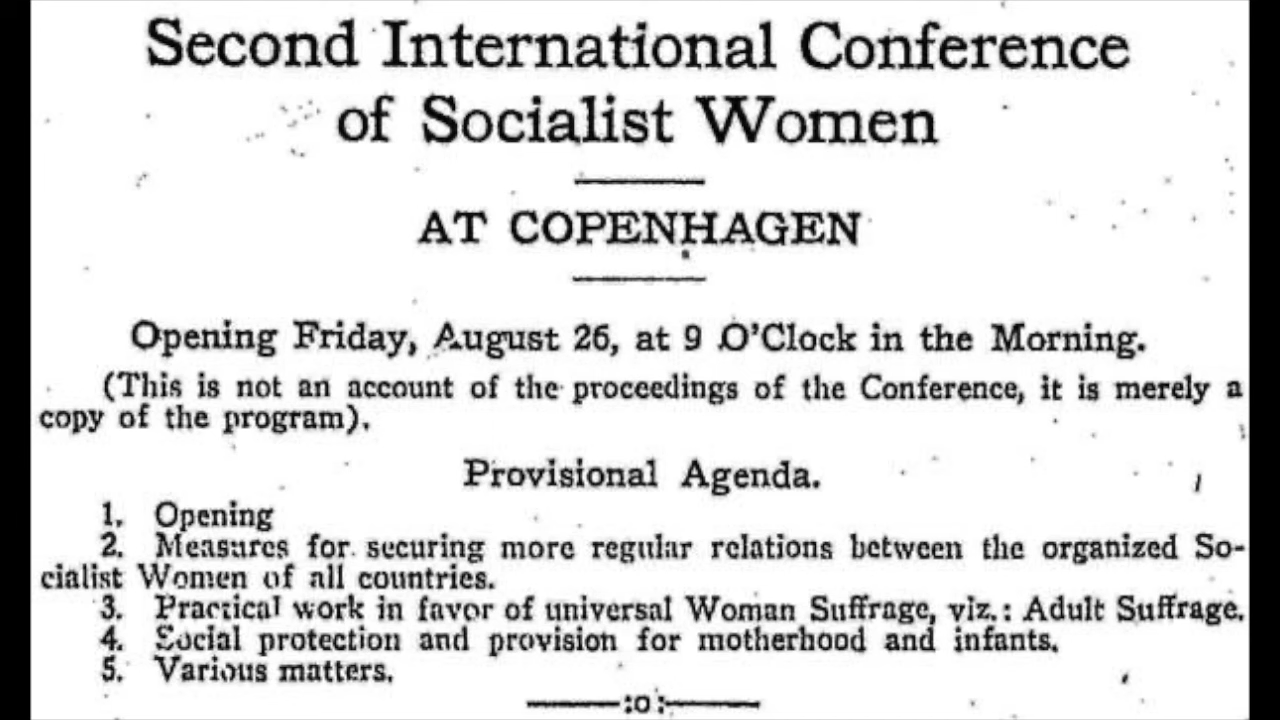 Second International Conference
of Socialist Women
AT COPENHAGEN
Opening Friday, August 26, at 9 O'Clock in the Morning.
(This is not an account of the proceedings of the Conference, it is merely a
copy of the program).
Provisional Agenda.
1. Opening
2. Measures for securing more regular relations between the organized So-
cialist Women of all countries.
3. Practical work in favor of universal Woman Suffrage, viz.: Adult Suffrage.
4. Social protection and provision for motherhood and infants.
5. Various matters.
———:o:———